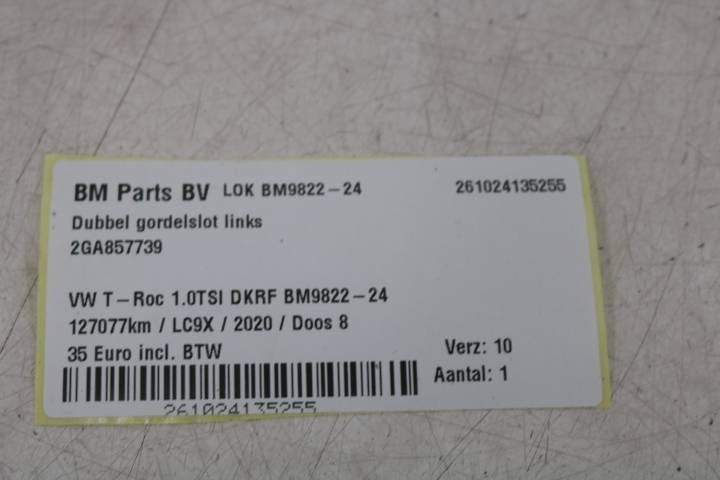 BM Parts BV LOK BM9822-24 261024135255
Dubbel gordelslot links
2GA857739
VW T-Roc 1.0TSI DKRF BM9822-24
127077km / LC9X / 2020 / Doos 8
35 Euro incl. BTW Verz: 10
Aantal: 1
261024135255